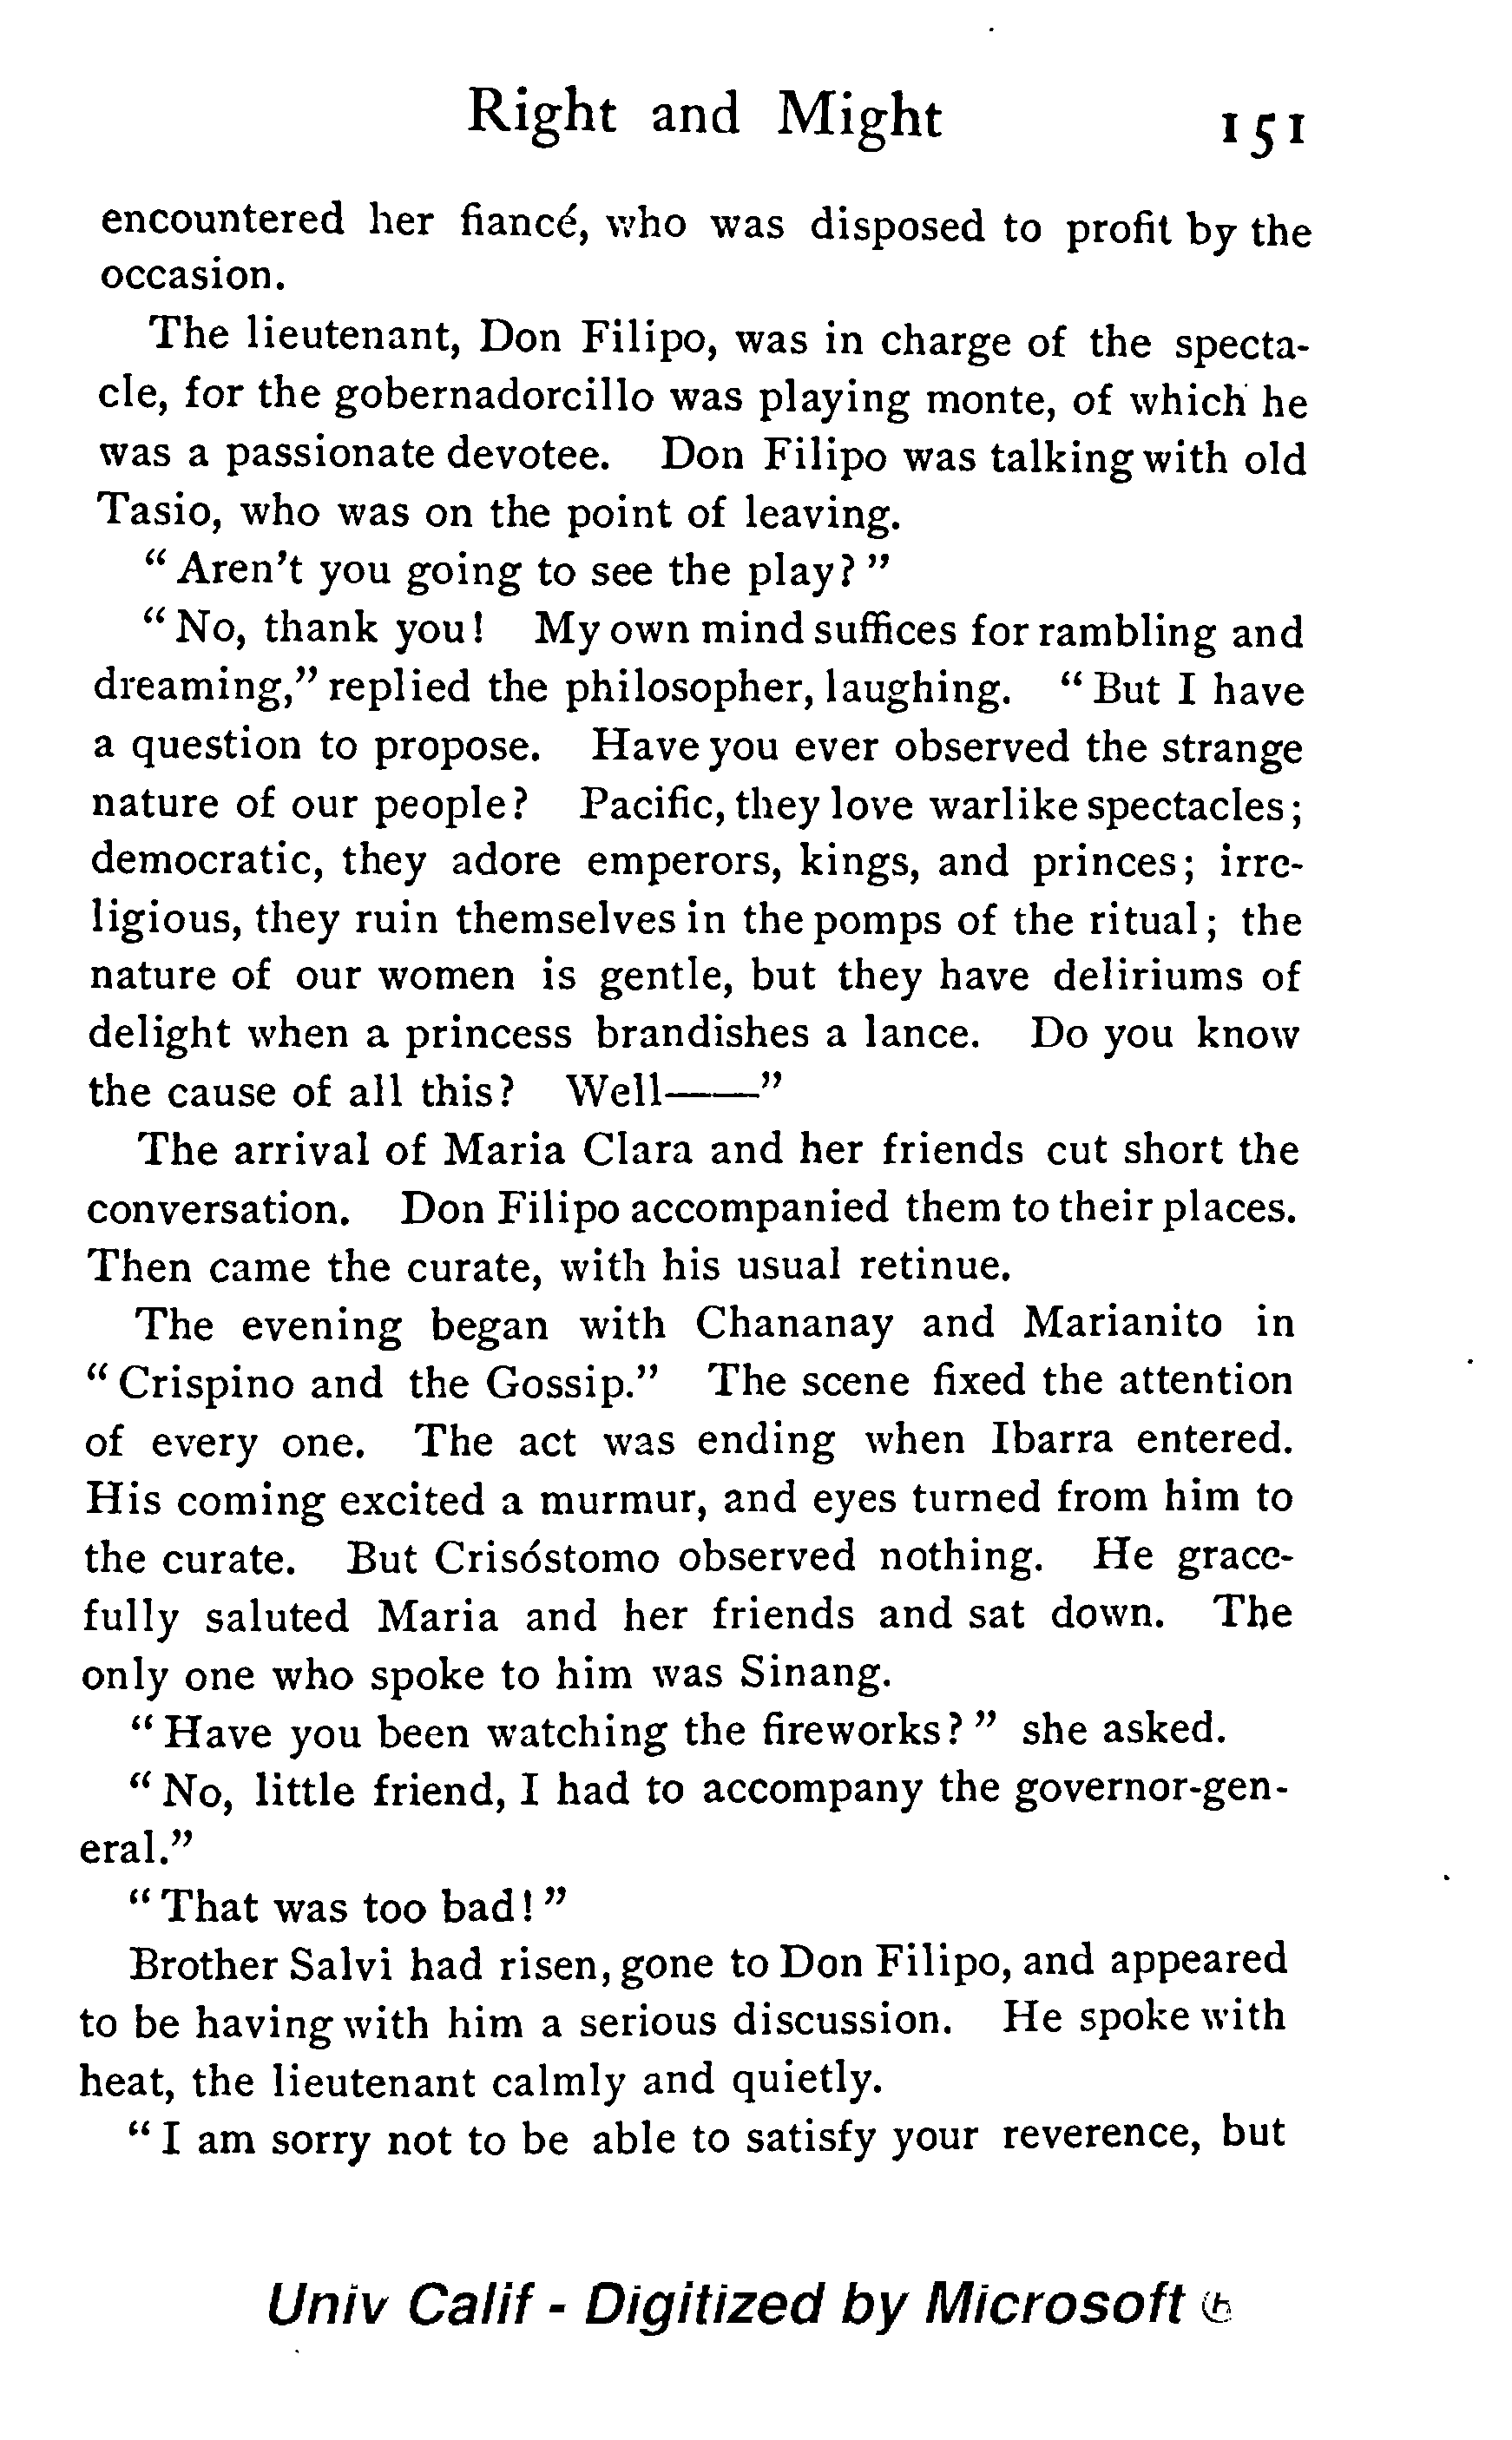 Right and Might 151
encountered her fiancé, who was disposed to profit by the
occasion.
The lieutenant, Don Filipo, was in charge of the specta-
cle, for the gobernadorcillo was playing monte, of which he
was a passionate devotee. Don Filipo was talking with old
Tasio, who was on the point of leaving.
“Aren’t you going to see the play?”
“No, thank you! My own mind suffices for rambling and
dreaming,” replied the philosopher, laughing. “But I have
a question to propose. Have you ever observed the strange
nature of our people? Pacific, they love warlike spectacles;
democratic, they adore emperors, kings, and princes; irre-
ligious, they ruin themselves in the pomps of the ritual; the
nature of our women is gentle, but they have deliriums of
delight when a princess brandishes a lance. Do you know
the cause of all this? Well——”
The arrival of Maria Clara and her friends cut short the
conversation. Don Filipo accompanied them to their places.
Then came the curate, with his usual retinue.
The evening began with Chananay and Marianito in
“Crispino and the Gossip.” The scene fixed the attention
of every one. The act was ending when Ibarra entered.
His coming excited a murmur, and eyes turned from him to
the curate. But Crisóstomo observed nothing. He grace-
fully saluted Maria and her friends and sat down. The
only one who spoke to him was Sinang.
“Have you been watching the fireworks?” she asked.
“No, little friend, I had to accompany the governor-gen-
eral.”
“That was too bad!”
Brother Salvi had risen, gone to Don Filipo, and appeared
to be having with him a serious discussion. He spoke with
heat, the lieutenant calmly and quietly.
“I am sorry not to be able to satisfy your reverence, but
Univ Calif - Digitized by Microsoft ®